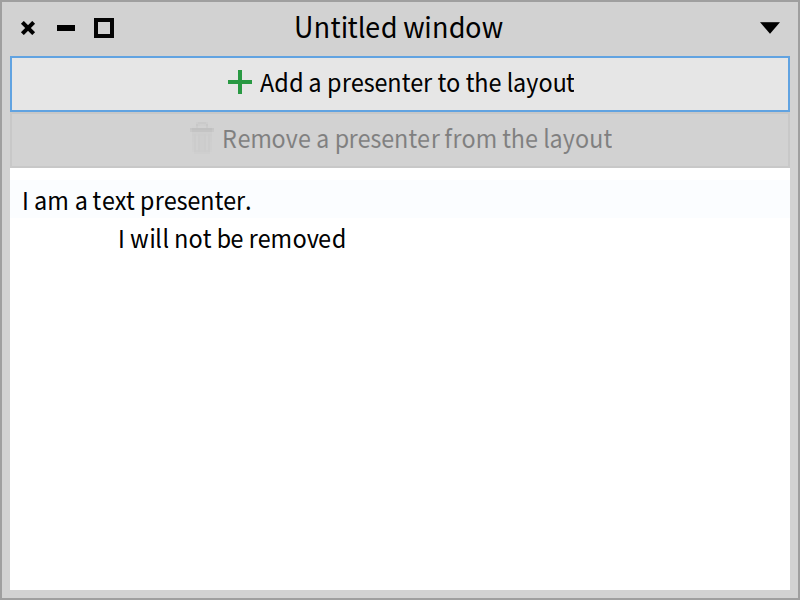 Untitled window
Add a presenter to the layout
Remove a presenter from the layout
I am a text presenter.
I will not be removed